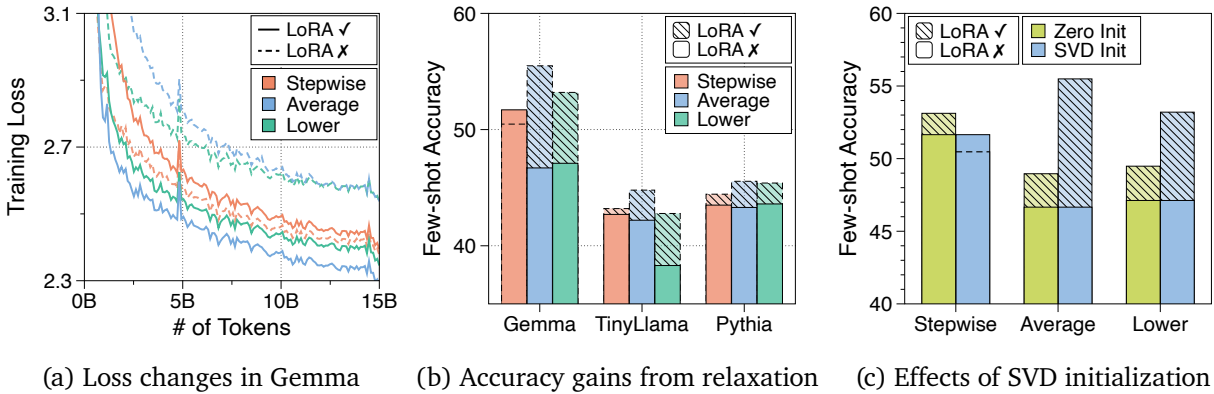 3.1
2.7
2.3
Training Loss
LoRA ✓
LoRA ✗
Stepwise
Average
Lower
0B
5B
10B
15B
# of Tokens
(a) Loss changes in Gemma
60
50
40
Few-shot Accuracy
LoRA ✓
LoRA ✗
Stepwise
Average
Lower
Gemma
TinyLlama
Pythia
(b) Accuracy gains from relaxation
60
55
50
45
40
Few-shot Accuracy
LoRA ✓
LoRA ✗
Zero Init
SVD Init
Stepwise
Average
Lower
(c) Effects of SVD initialization